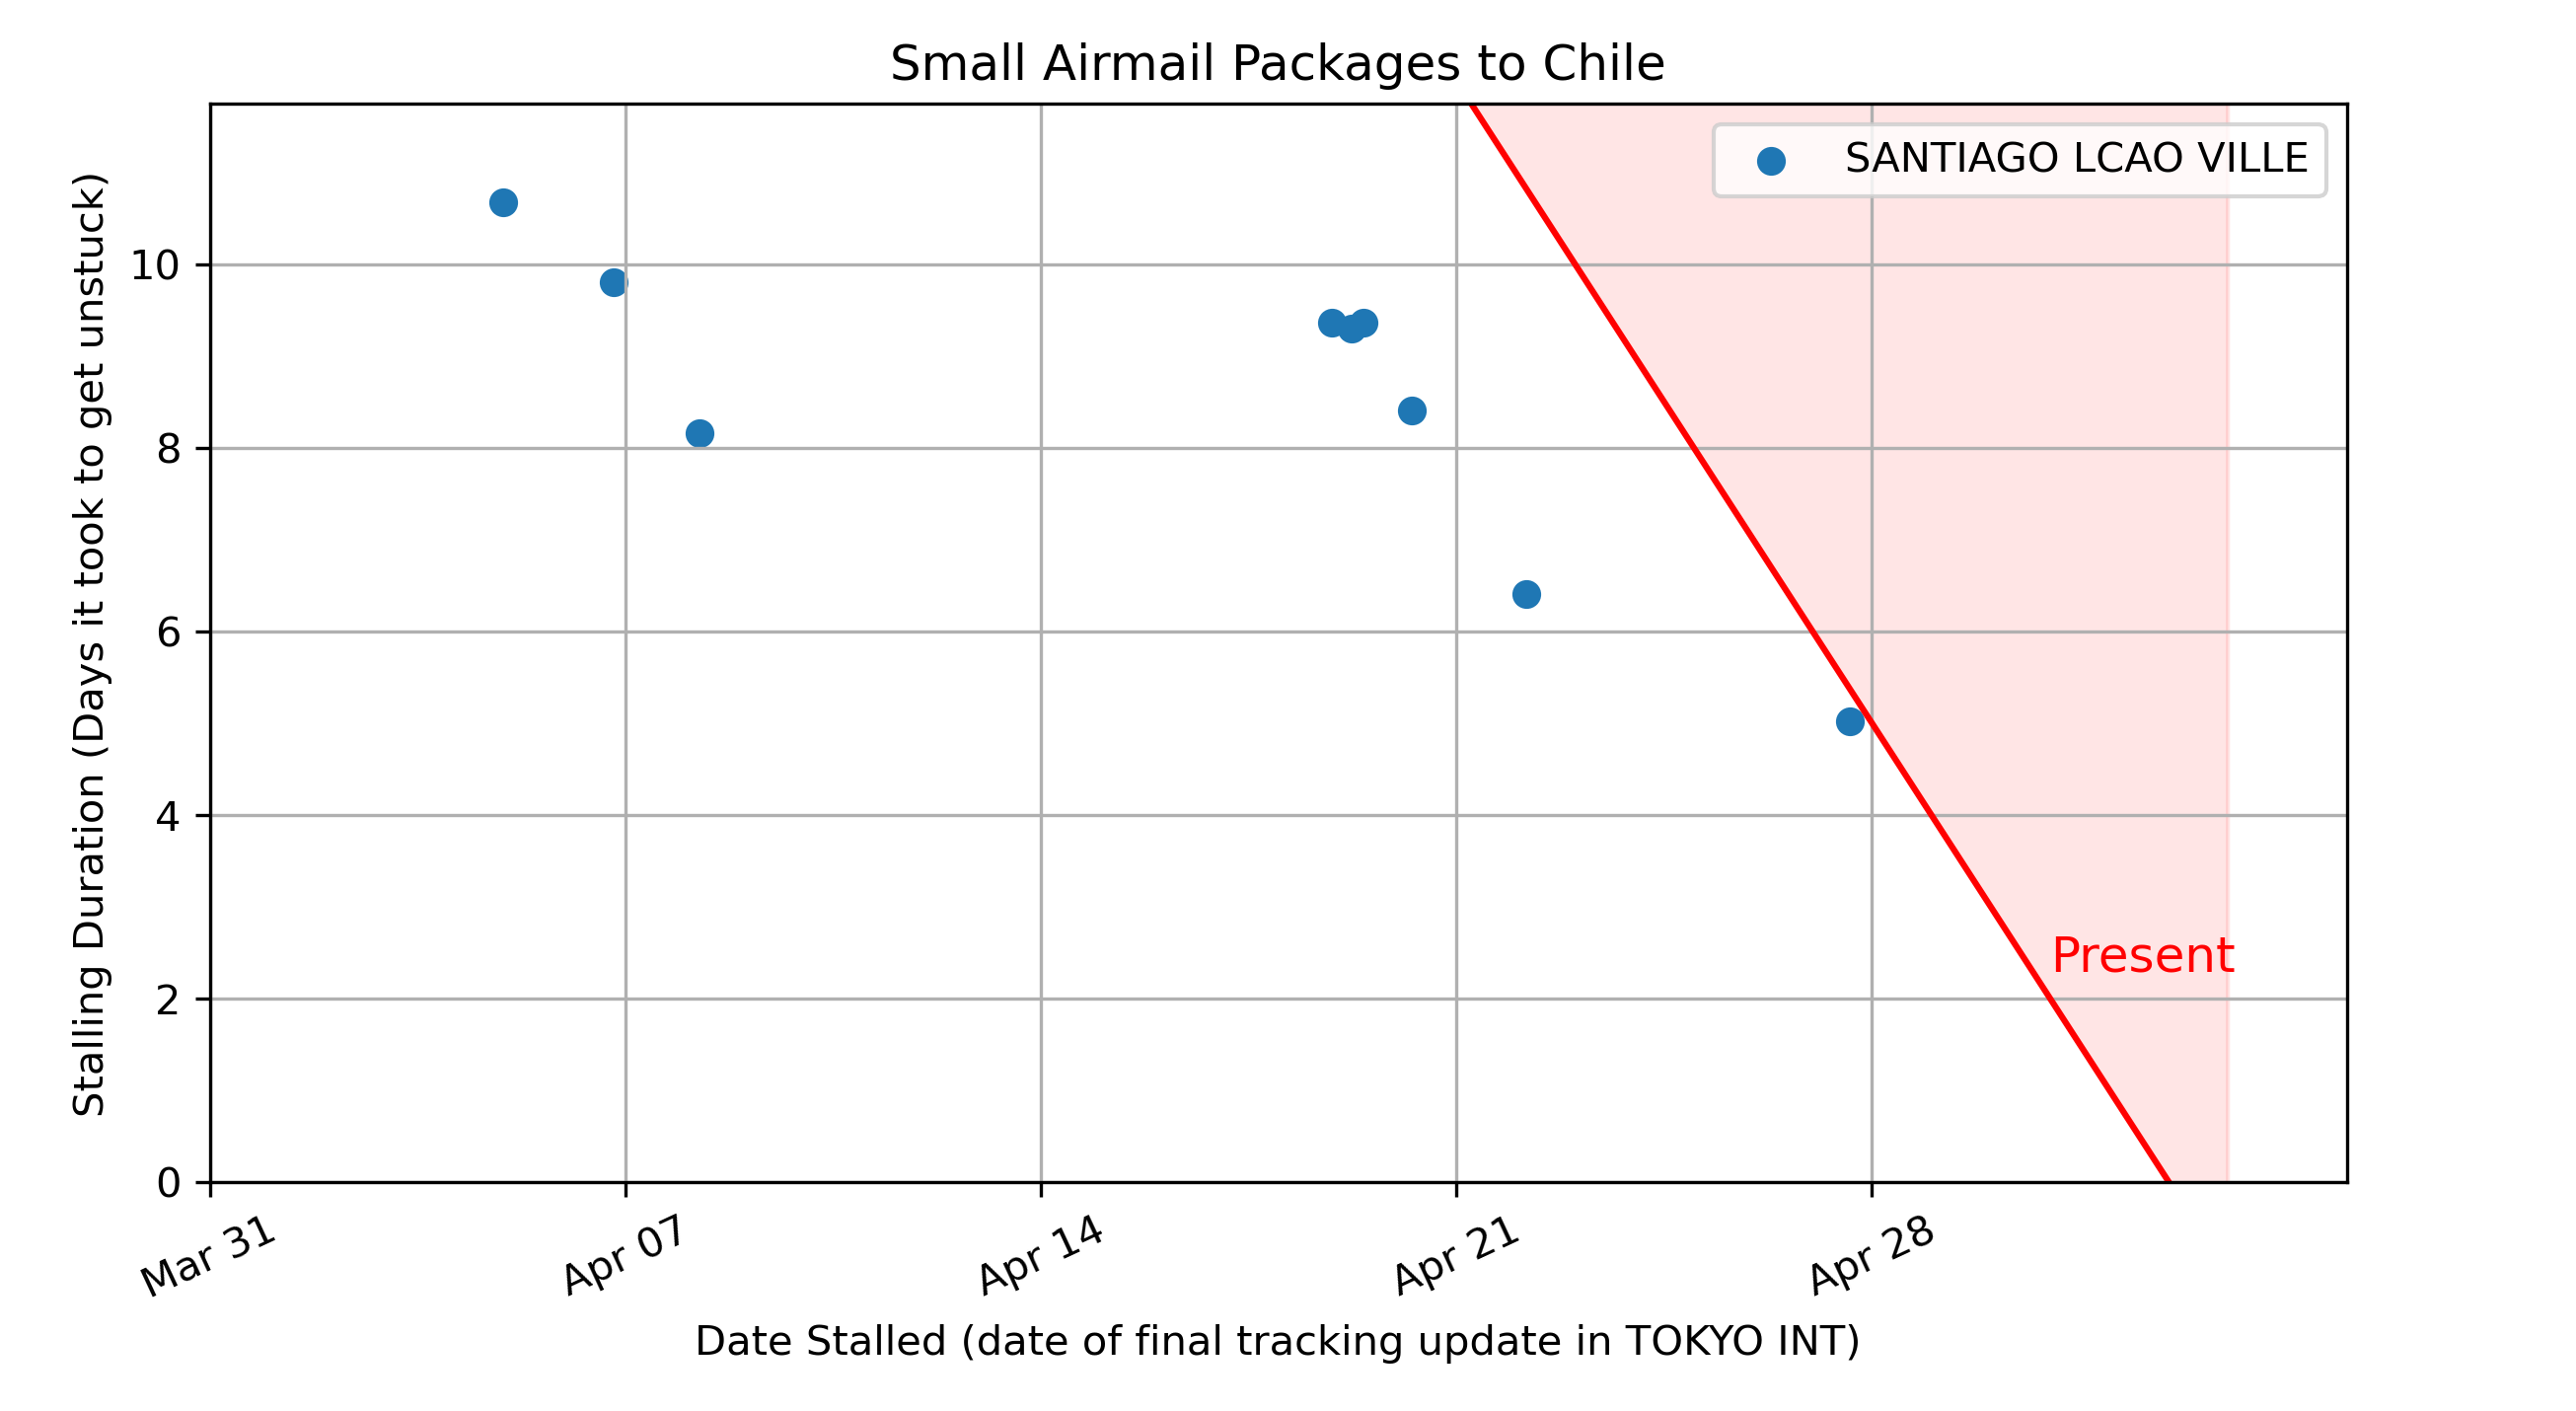 Small Airmail Packages to Chile
SANTIAGO LCAO VILLE
Stalling Duration (Days it took to get unstuck)
10
8
6
4
2
0
Present
Mar 31
Apr 07
Apr 14
Apr 21
Apr 28
Date Stalled (date of final tracking update in TOKYO INT)